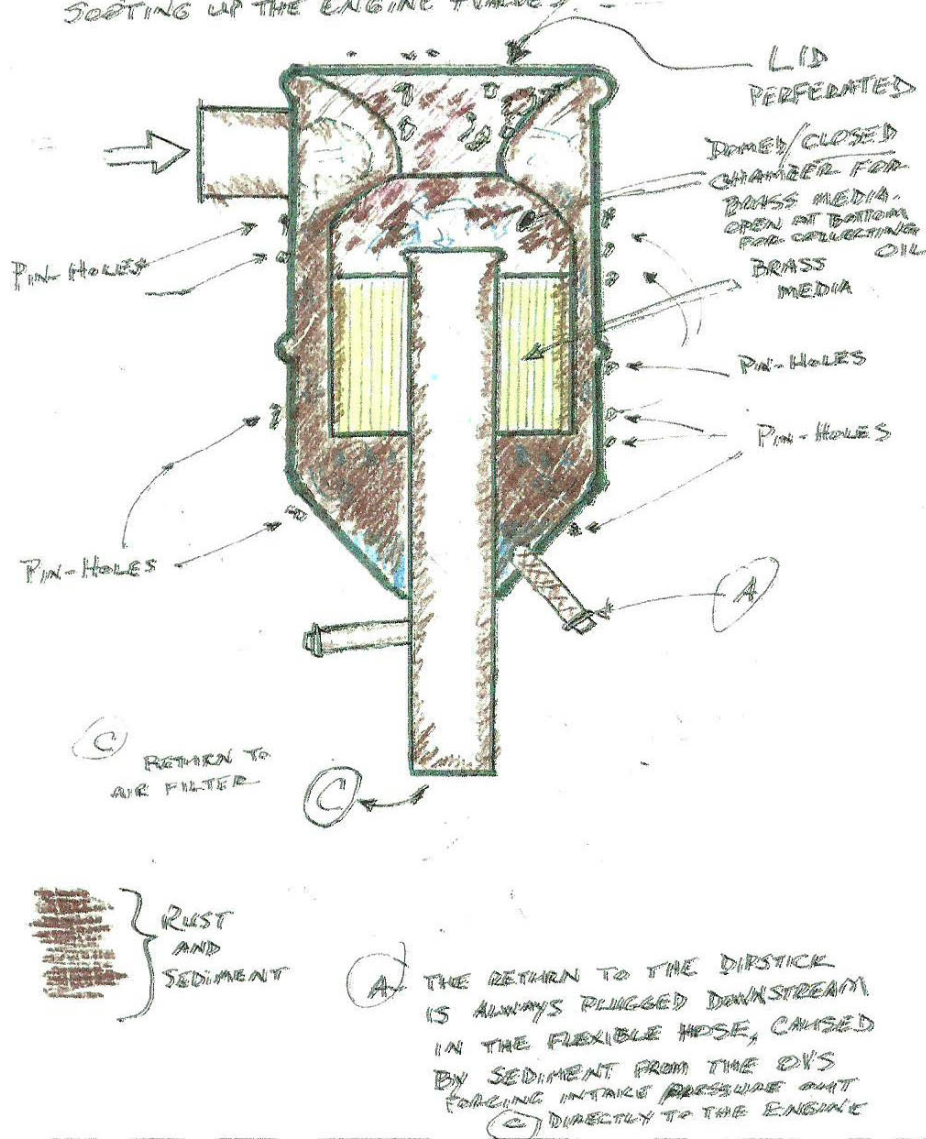 SOOTING UP THE ENGINE
LID
PERFERATED
DOMED/CLOSED
CHAMBER FOR
BRASS MEDIA.
OPEN AT BOTTOM
FOR COLLECTING
OIL
BRASS
MEDIA
PIN-HOLES
PIN-HOLES
PIN-HOLES
PIN-HOLES
A
C
RETURN TO
AIR FILTER
C
RUST
AND
SEDIMENT
A THE RETURN TO THE DIPSTICK
IS ALWAYS PLUGGED DOWNSTREAM
IN THE FLEXIBLE HOSE, CAUSED
BY SEDIMENT FROM THE OVS
FORCING INTAKE PRESSURE OUT
C DIRECTLY TO THE ENGINE